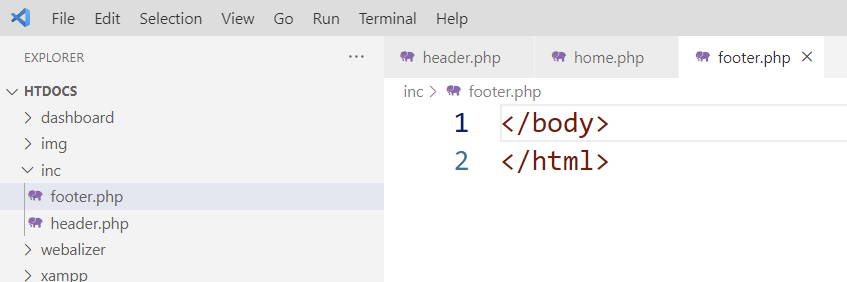 File Edit Selection View Go Run Terminal Help
EXPLORER ...
HTDOCS
dashboard
img
inc
footer.php
header.php
webalizer
xampp
header.php home.php footer.php
inc > footer.php
1 </body>
2 </html>